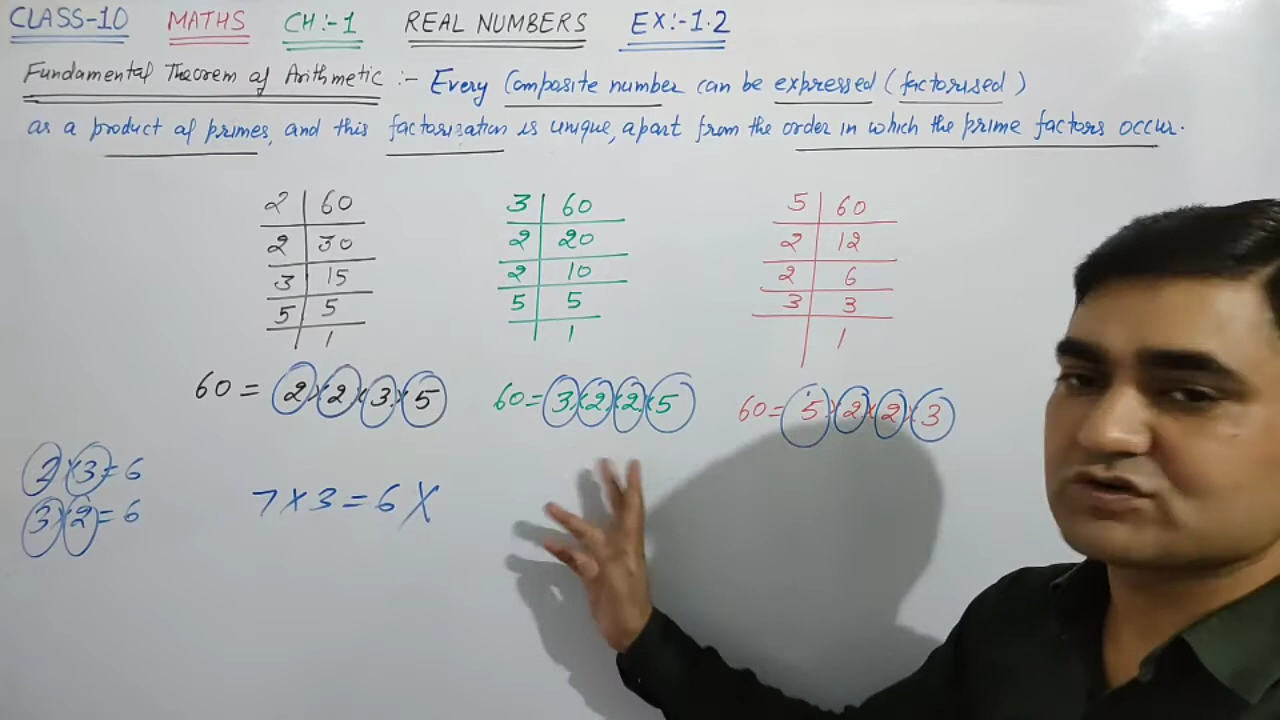 CLASS-10 MATHS CH:-1 REAL NUMBERS EX:-1.2
Fundamental Theorem of Arithmetic :- Every Composite number can be expressed (factorised)
as a product of primes, and this factorization is unique, apart from the order in which the prime factors occur.
2 | 60
2 | 30
3 | 15
5 | 5
| 1
60 = 2×2×3×5
3 | 60
2 | 20
2 | 10
5 | 5
| 1
60=3×2×2×5
5 | 60
2 | 12
2 | 6
3 | 3
| 1
60=5×2×2×3
2×3=6
3×2=6
7×3=6 X